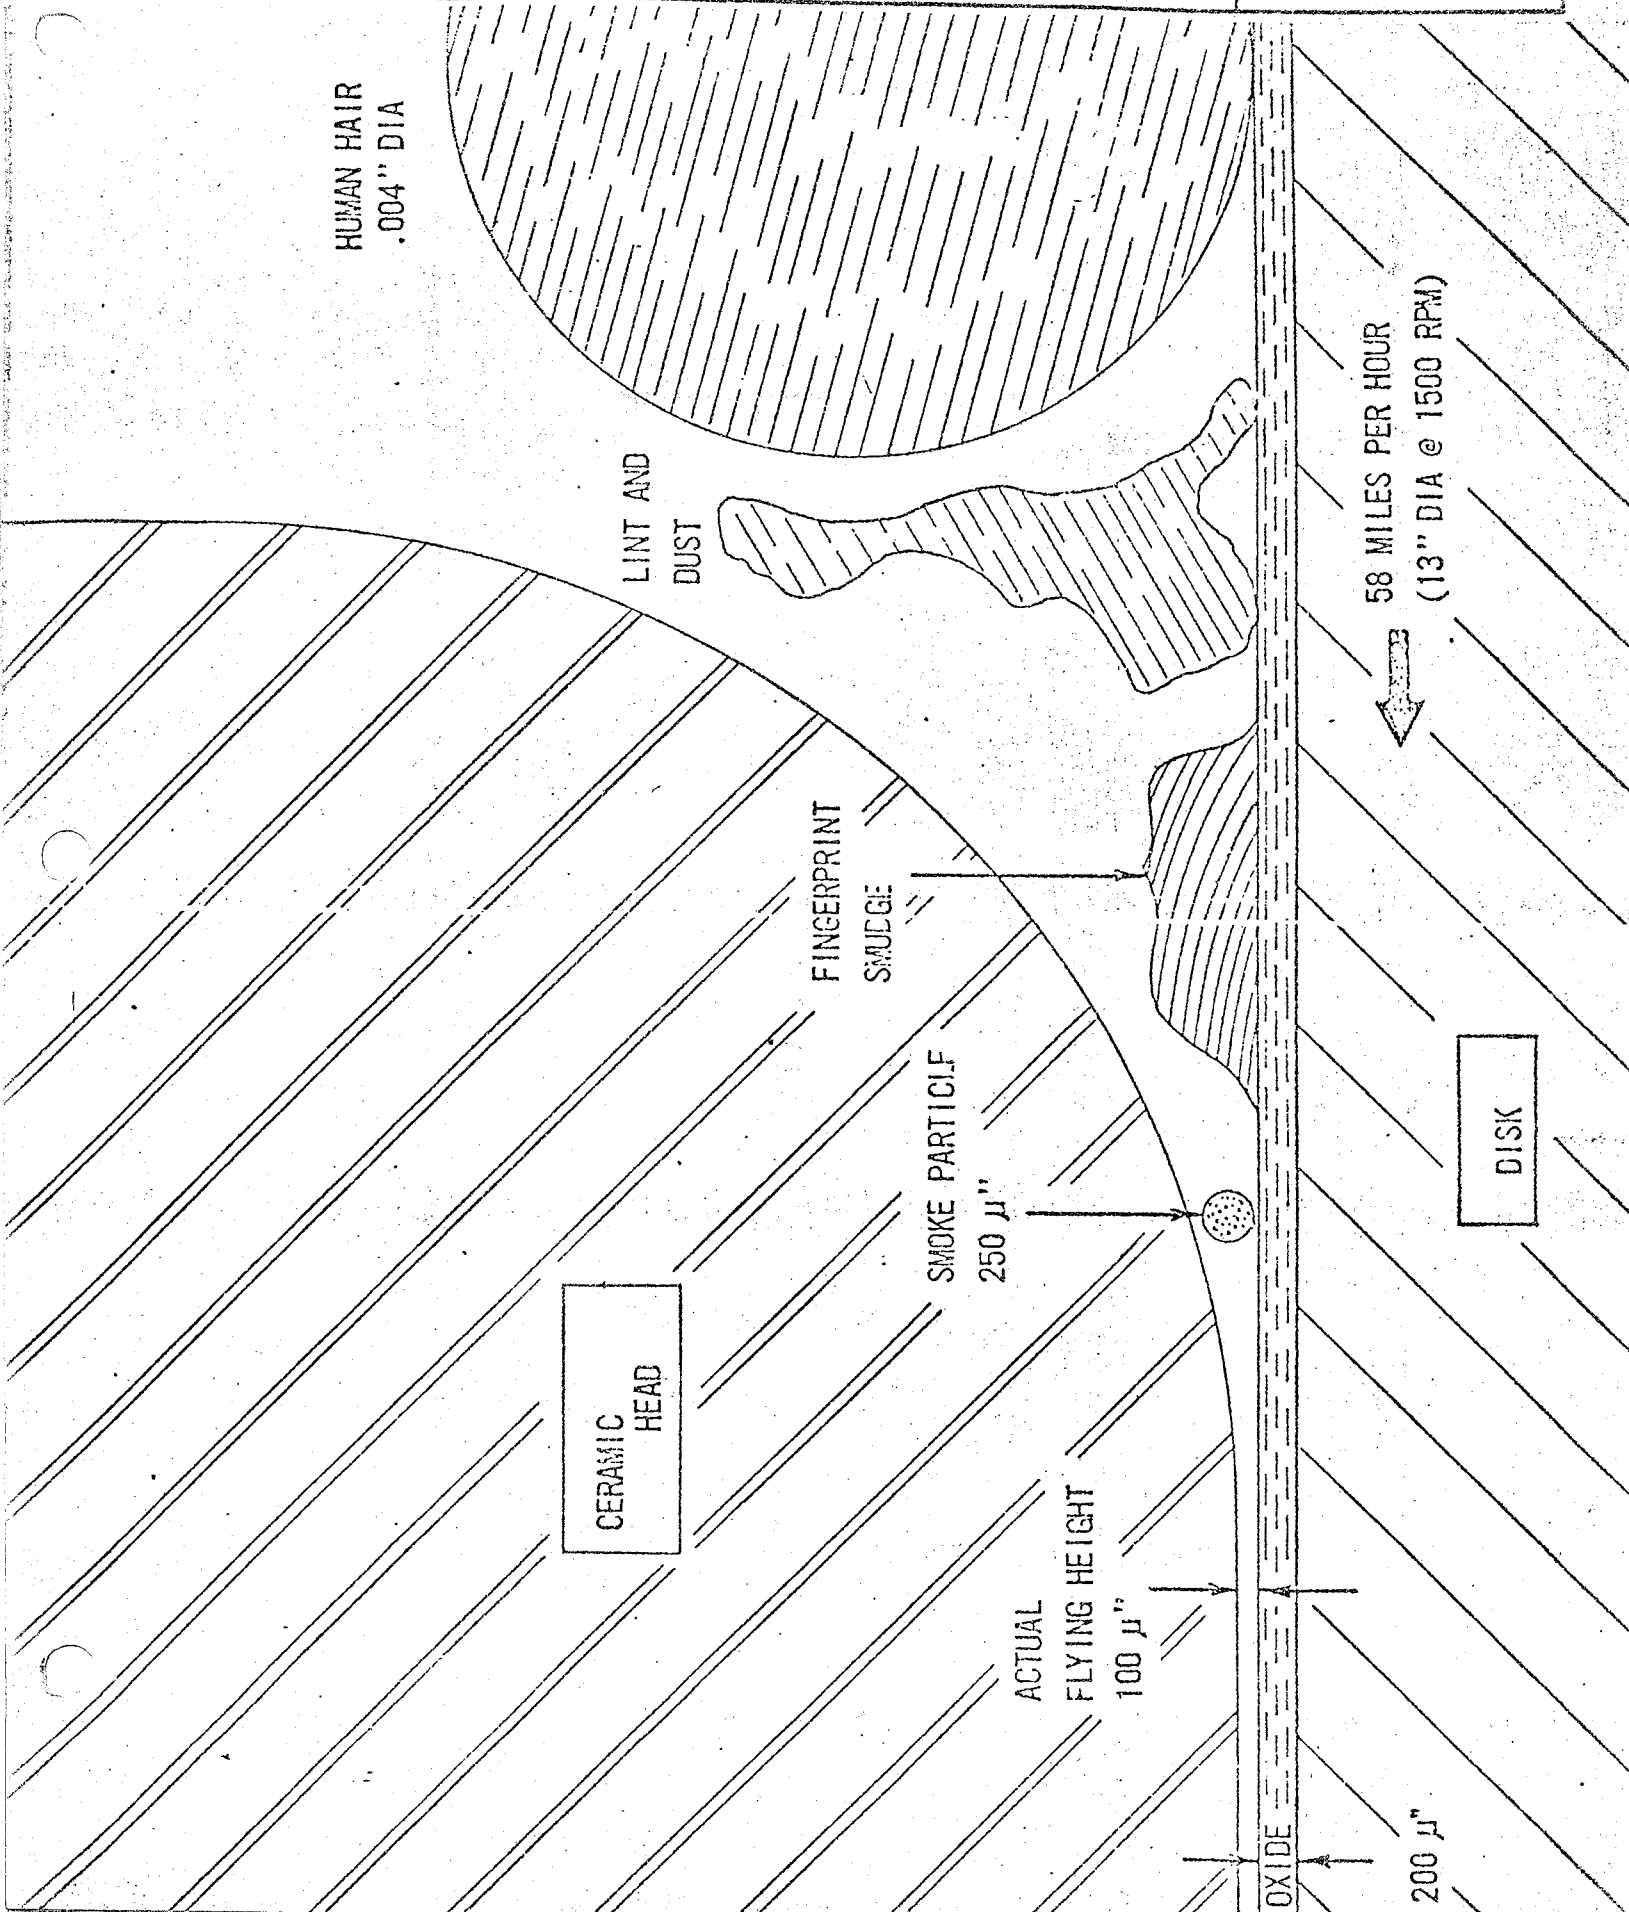 HUMAN HAIR
.004" DIA
LINT AND
DUST
FINGERPRINT
SMUDGE
SMOKE PARTICLE
250 µ"
CERAMIC
HEAD
ACTUAL
FLYING HEIGHT
100 µ"
58 MILES PER HOUR
(13" DIA @ 1500 RPM)
DISK
OXIDE
200 µ"